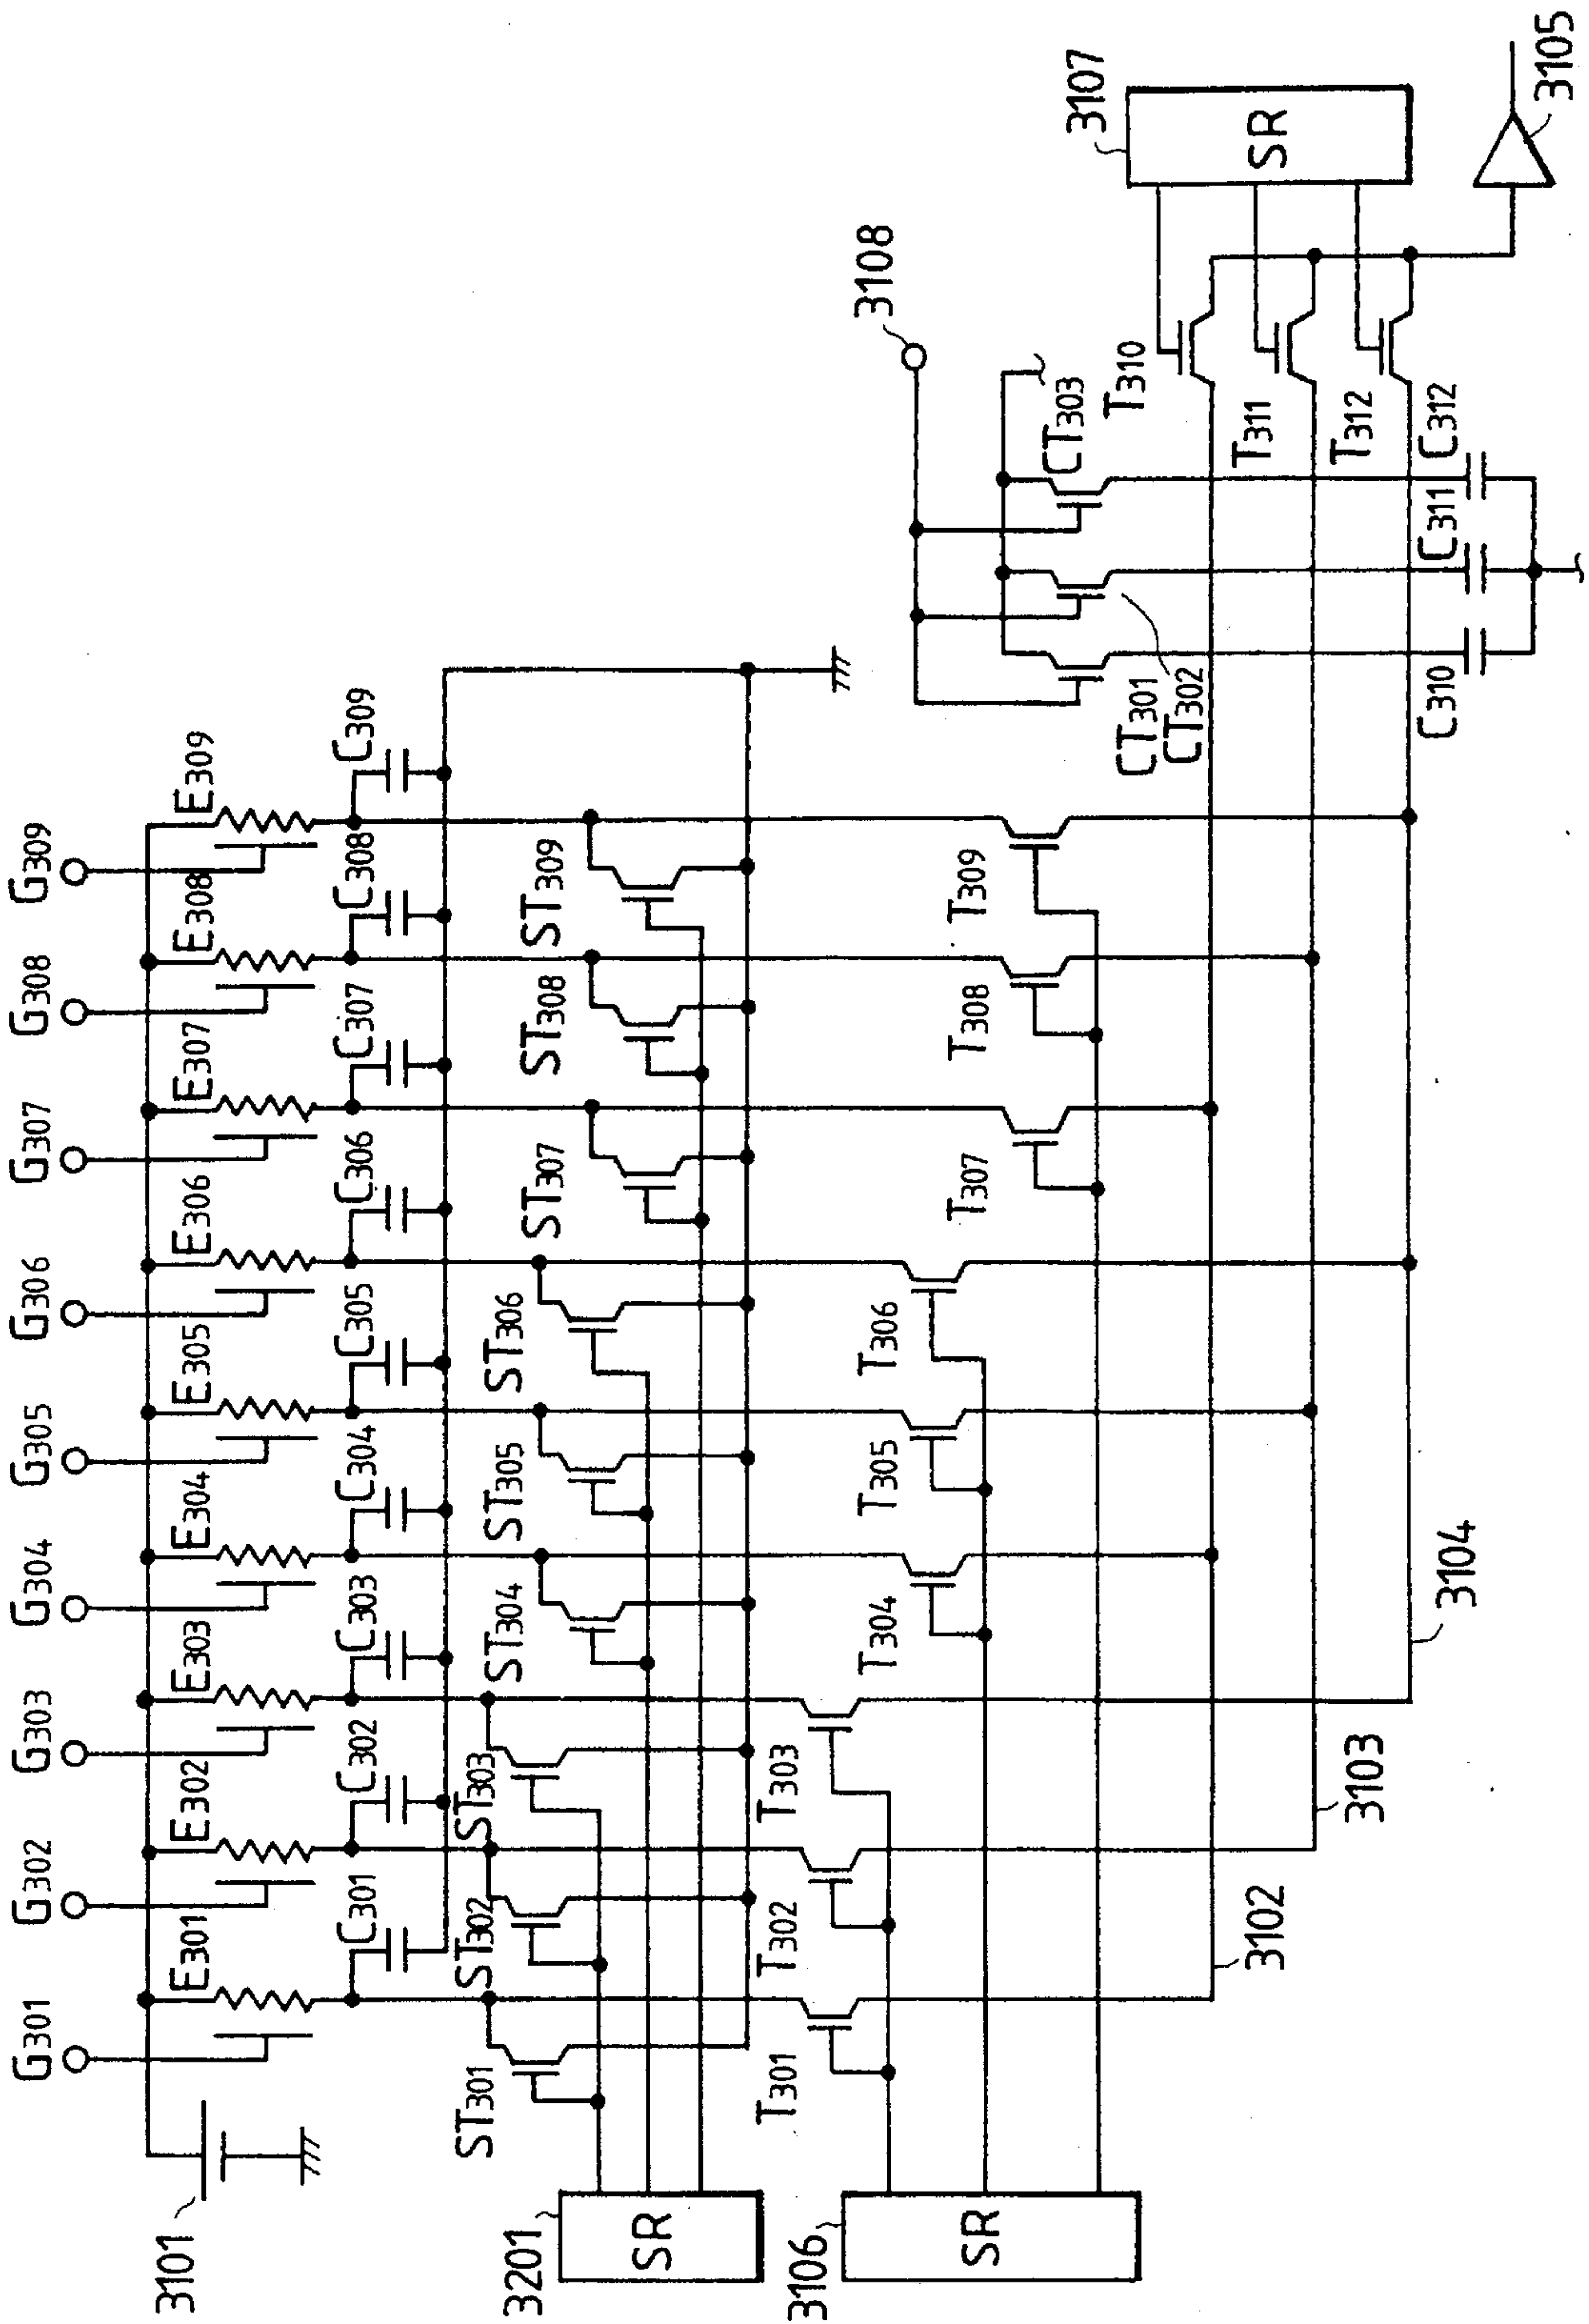 G301 G302 G303 G304 G305 G306 G307 G308 G309
E301 E302 E303 E304 E305 E306 E307 E308 E309
3101
C301 C302 C303 C304 C305 C306 C307 C308 C309
ST301 ST302 ST303 ST304 ST305 ST306 ST307 ST308 ST309
3201
SR
T301 T302 T303 T304 T305 T306 T307 T308 T309
3106
SR
3102
3103
3104
3108
CT301
CT302
CT303
C310 C311 C312
T310
T311
T312
3107
SR
3105